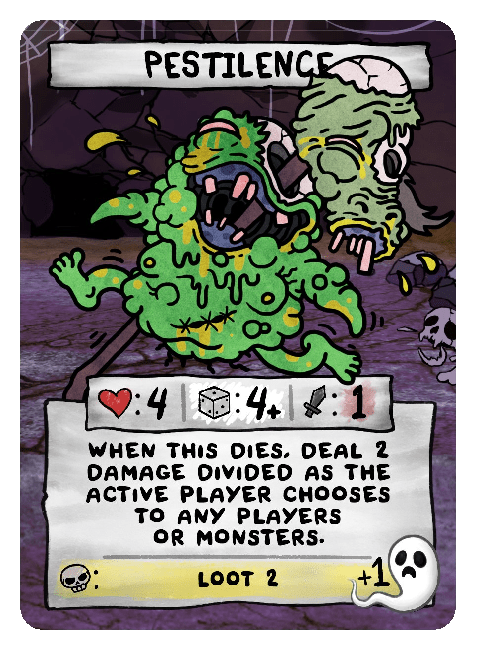 PESTILENCE
:4 :4+ :1
WHEN THIS DIES, DEAL 2
DAMAGE DIVIDED AS THE
ACTIVE PLAYER CHOOSES
TO ANY PLAYERS
OR MONSTERS.
: LOOT 2 +1